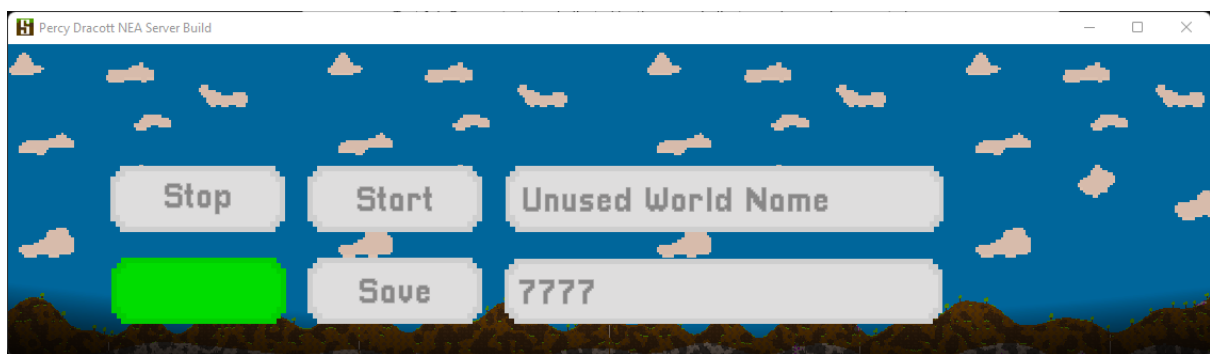 Percy Dracott NEA Server Build
Stop
Start
Unused World Name
Save
7777